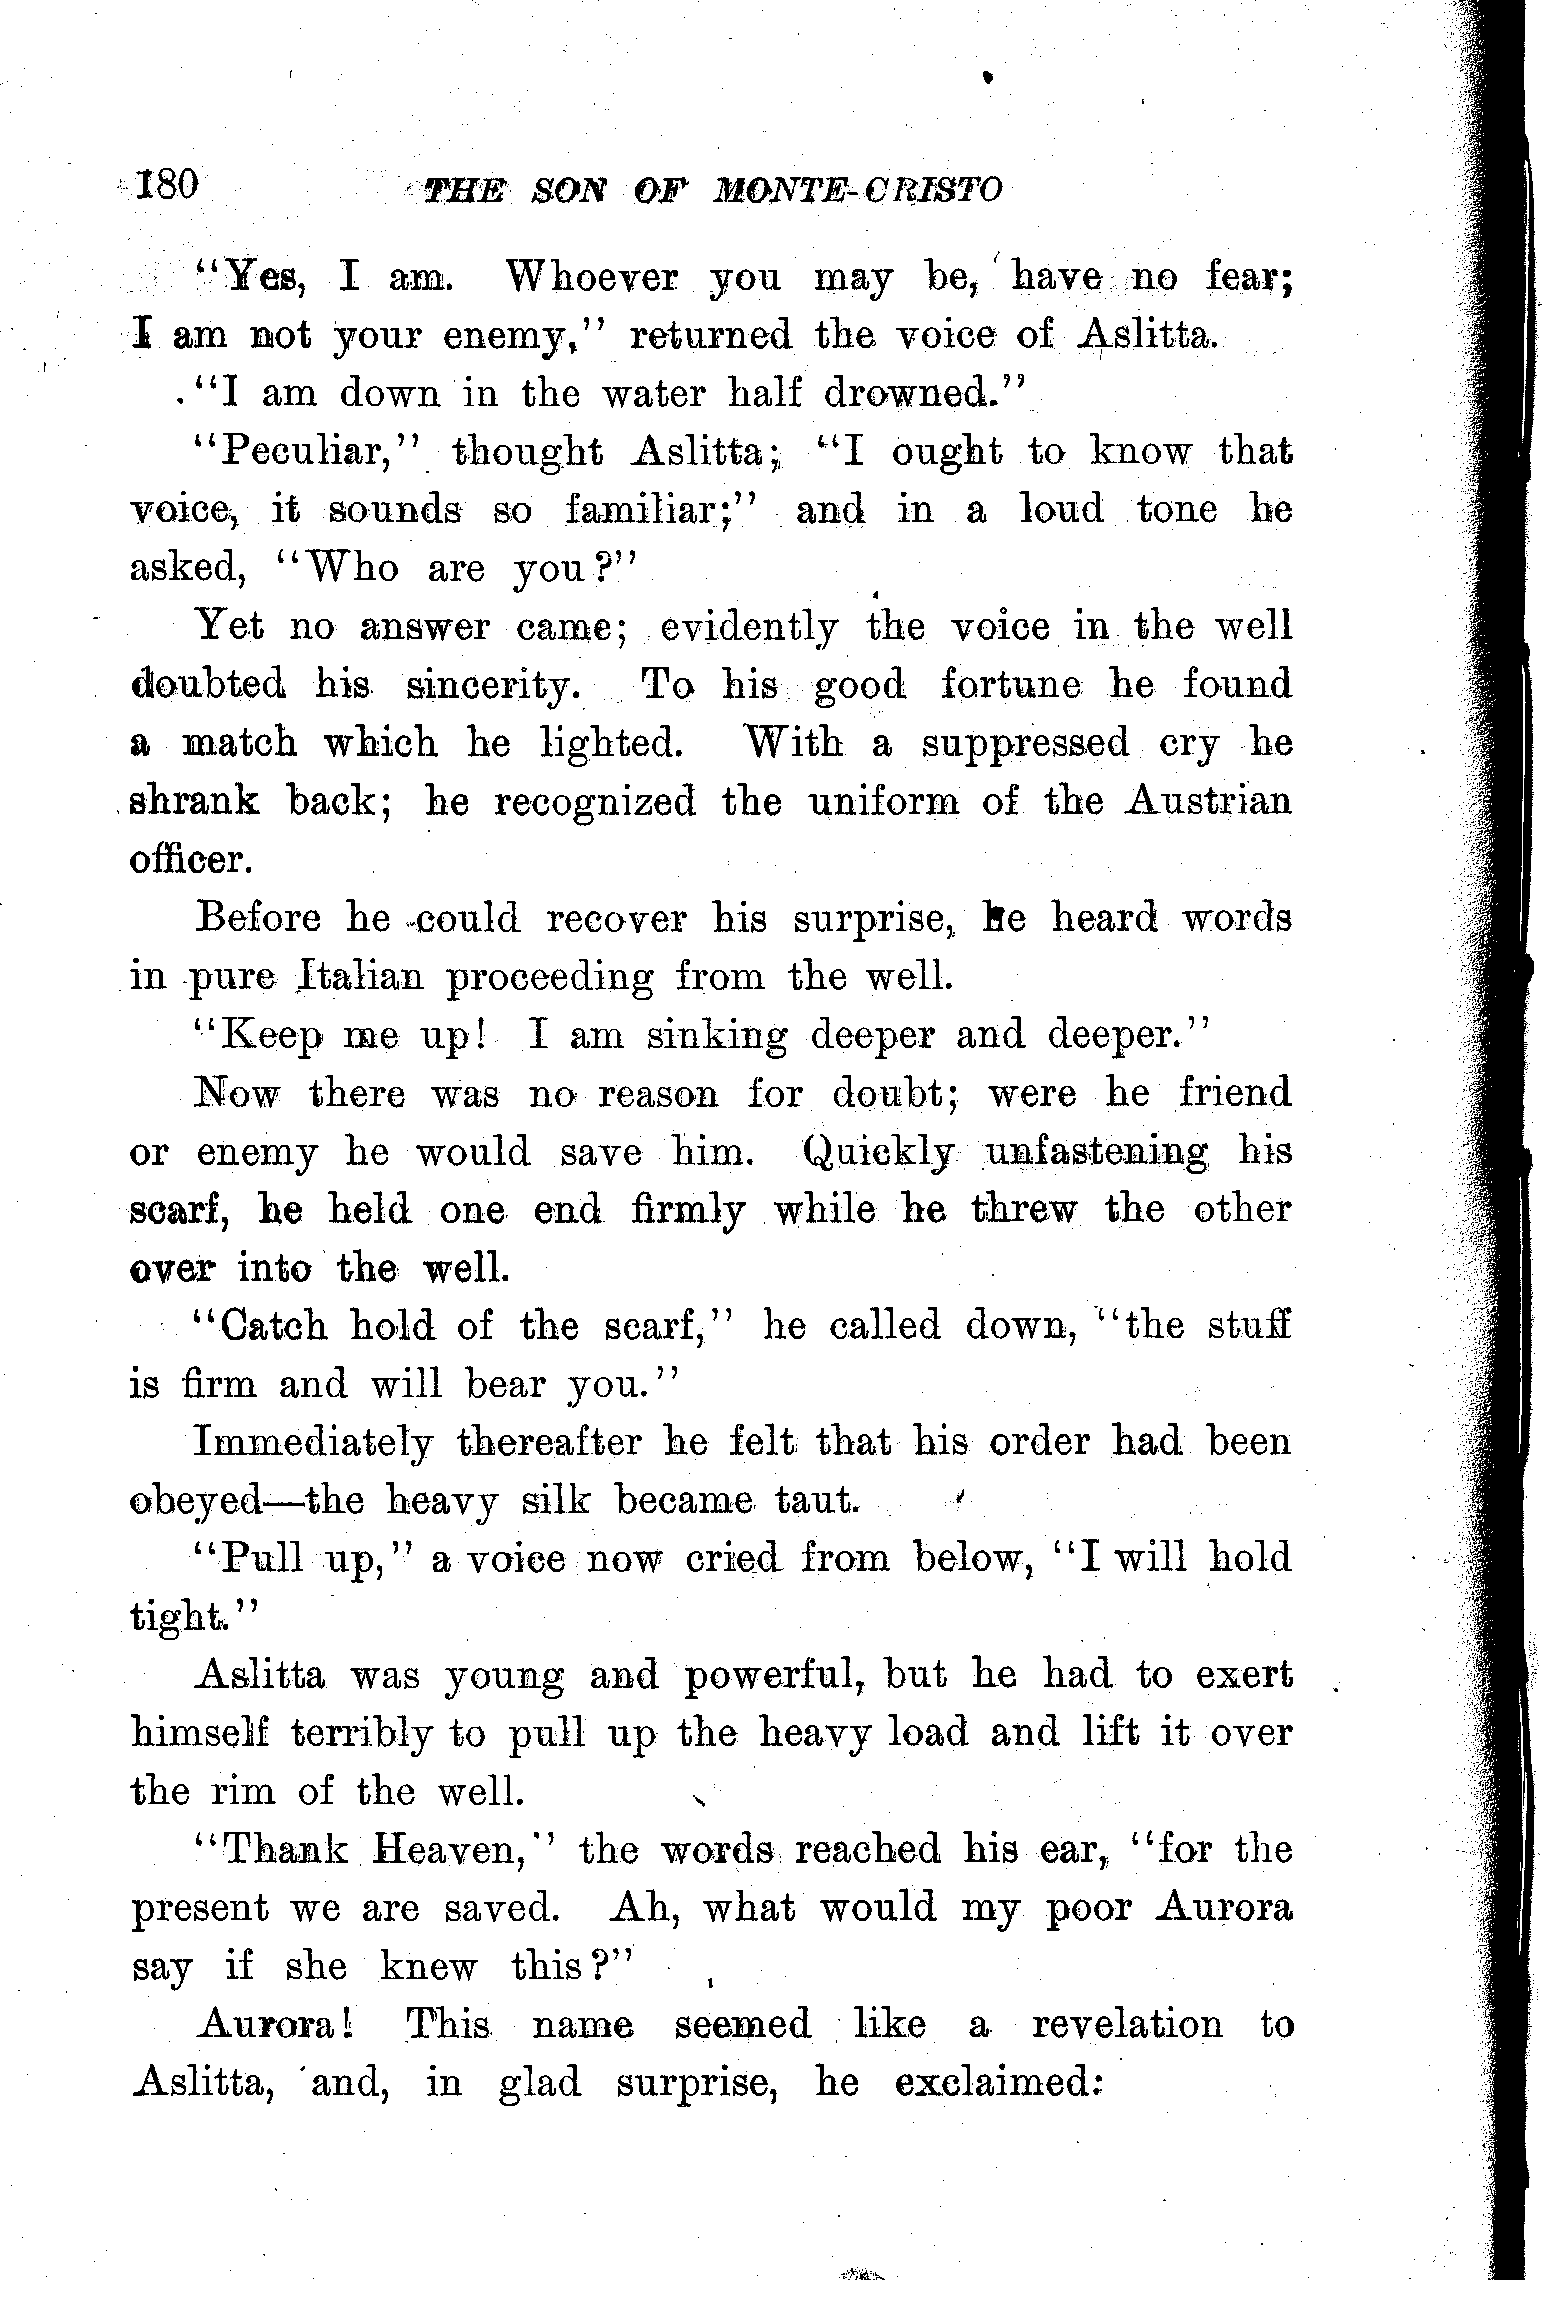 180 THE SON OF MONTE-CRISTO
"Yes, I am. Whoever you may be, have no fear;
I am not your enemy," returned the voice of Aslitta.
"I am down in the water half drowned."
"Peculiar," thought Aslitta; "I ought to know that
voice, it sounds so familiar;" and in a loud tone he
asked, "Who are you?"
Yet no answer came; evidently the voice in the well
doubted his sincerity. To his good fortune he found
a match which he lighted. With a suppressed cry he
shrank back; he recognized the uniform of the Austrian
officer.
Before he could recover his surprise, he heard words
in pure Italian proceeding from the well.
"Keep me up! I am sinking deeper and deeper."
Now there was no reason for doubt; were he friend
or enemy he would save him. Quickly unfastening his
scarf, he held one end firmly while he threw the other
over into the well.
"Catch hold of the scarf," he called down, "the stuff
is firm and will bear you."
Immediately thereafter he felt that his order had been
obeyed—the heavy silk became taut.
"Pull up," a voice now cried from below, "I will hold
tight."
Aslitta was young and powerful, but he had to exert
himself terribly to pull up the heavy load and lift it over
the rim of the well.
"Thank Heaven," the words reached his ear, "for the
present we are saved. Ah, what would my poor Aurora
say if she knew this?"
Aurora! This name seemed like a revelation to
Aslitta, and, in glad surprise, he exclaimed: